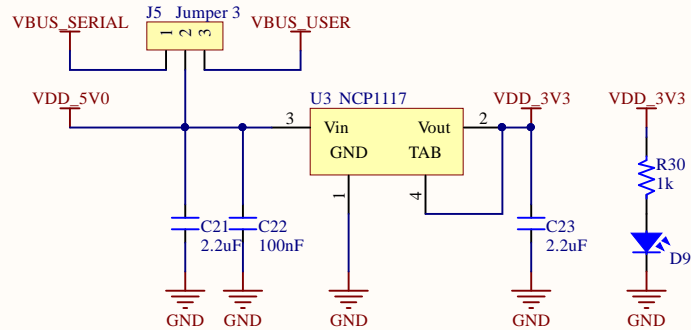 J5 Jumper 3
VBUS_SERIAL
1 2 3
VBUS_USER
VDD_5V0
U3 NCP1117
VDD_3V3
VDD_3V3
3
Vin
Vout
2
GND
TAB
1
4
R30
1k
C21
2.2uF
C22
100nF
C23
2.2uF
D9
GND
GND
GND
GND
GND